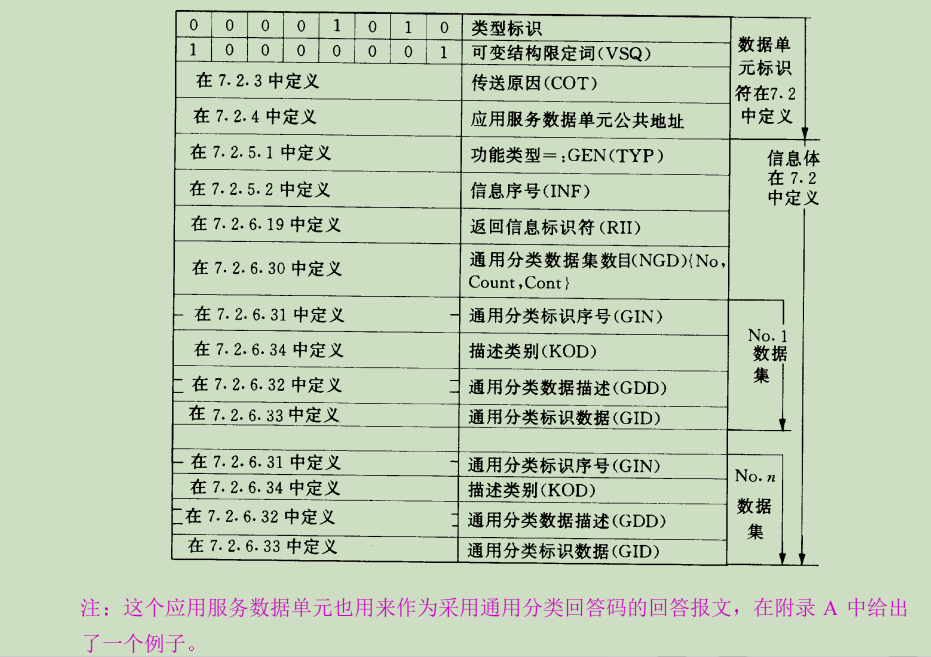 0 0 0 0 1 0 1 0 类型标识
1 0 0 0 0 0 0 1 可变结构限定词(VSQ)
在 7.2.3 中定义 传送原因(COT)
在 7.2.4 中定义 应用服务数据单元公共地址
数据单
元标识
符在7.2
中定义
在 7.2.5.1 中定义 功能类型=:GEN(TYP)
在 7.2.5.2 中定义 信息序号(INF)
在 7.2.6.19 中定义 返回信息标识符(RII)
在 7.2.6.30 中定义 通用分类数据集数目(NGD){No,
Count,Cont}
信息体
在 7.2
中定义
在 7.2.6.31 中定义 通用分类标识序号(GIN)
在 7.2.6.34 中定义 描述类别(KOD)
在 7.2.6.32 中定义 通用分类数据描述(GDD)
在 7.2.6.33 中定义 通用分类标识数据(GID)
No.1
数据
集
在 7.2.6.31 中定义 通用分类标识序号(GIN)
在 7.2.6.34 中定义 描述类别(KOD)
在 7.2.6.32 中定义 通用分类数据描述(GDD)
在 7.2.6.33 中定义 通用分类标识数据(GID)
No.n
数据
集
注：这个应用服务数据单元也用来作为采用通用分类回答码的回答报文，在附录 A 中给出
了一个例子。